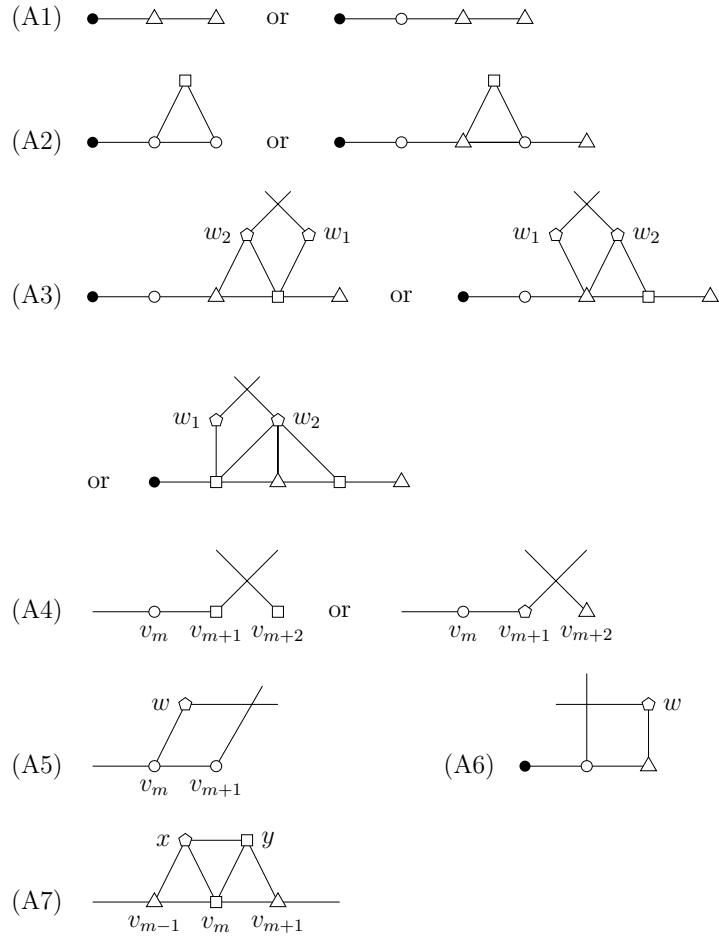 (A1) or
(A2) or
(A3) w₂ w₁ or w₁ w₂
or w₁ w₂
(A4) vₘ vₘ₊₁ vₘ₊₂ or vₘ vₘ₊₁ vₘ₊₂
(A5) w vₘ vₘ₊₁ (A6) w
(A7) x y vₘ₋₁ vₘ vₘ₊₁